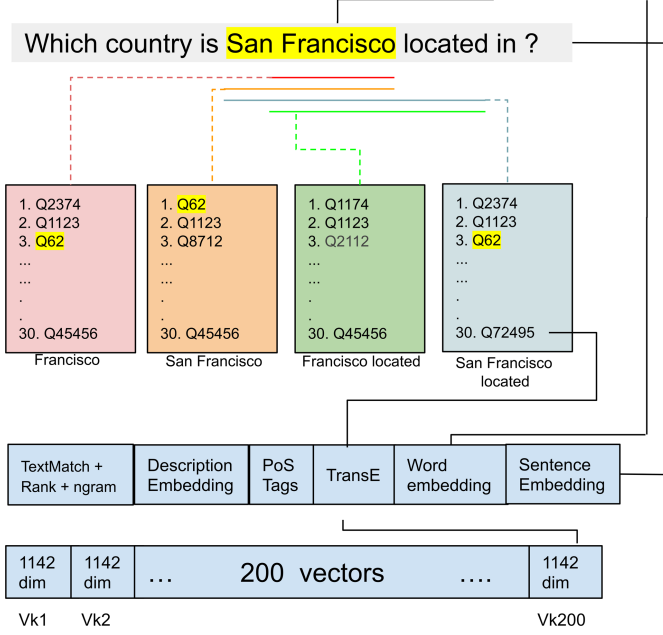 Which country is San Francisco located in ?
1. Q2374
2. Q1123
3. Q62
...
...
.
.
30. Q45456
Francisco
1. Q62
2. Q1123
3. Q8712
...
...
.
.
30. Q45456
San Francisco
1. Q1174
2. Q1123
3. Q2112
...
...
.
.
30. Q45456
Francisco located
1. Q2374
2. Q1123
3. Q62
...
...
.
.
30. Q72495
San Francisco
located
TextMatch +
Rank + ngram
Description
Embedding
PoS
Tags
TransE
Word
embedding
Sentence
Embedding
1142
dim
1142
dim
...
200 vectors
....
1142
dim
Vk1
Vk2
Vk200